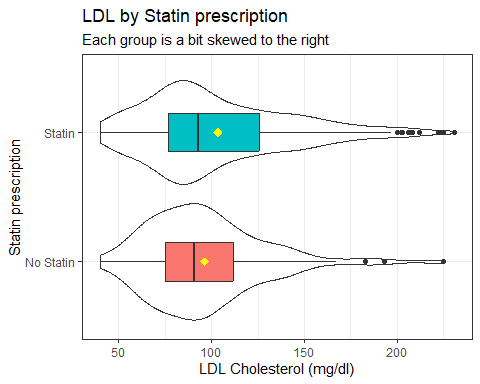 LDL by Statin prescription
Each group is a bit skewed to the right
Statin prescription
Statin
No Statin
50
100
150
200
LDL Cholesterol (mg/dl)